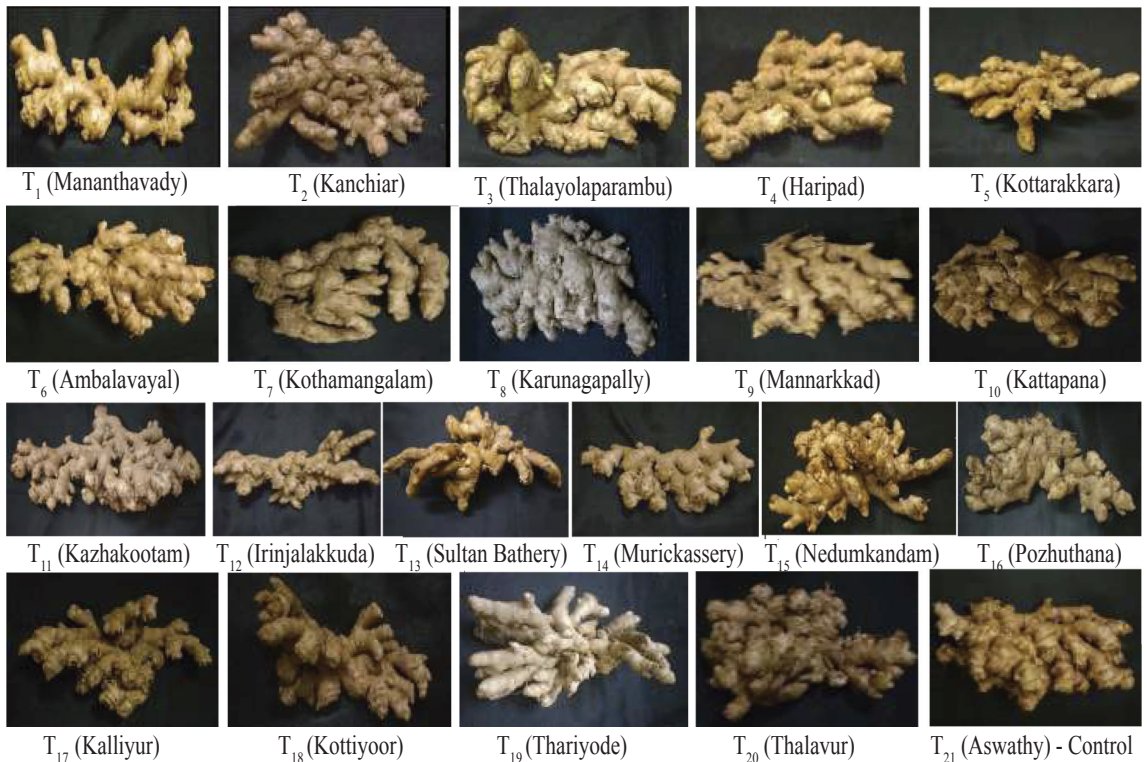 T₁ (Mananthavady) T₂ (Kanchiar) T₃ (Thalayolaparambu) T₄ (Haripad) T₅ (Kottarakkara)
T₆ (Ambalavayal) T₇ (Kothamangalam) T₈ (Karunagapally) T₉ (Mannarkkad) T₁₀ (Kattapana)
T₁₁ (Kazhakootam) T₁₂ (Irinjalakkuda) T₁₃ (Sultan Bathery) T₁₄ (Murickassery) T₁₅ (Nedumkandam) T₁₆ (Pozhuthana)
T₁₇ (Kalliyur) T₁₈ (Kottiyoor) T₁₉ (Thariyode) T₂₀ (Thalavur) T₂₁ (Aswathy) - Control